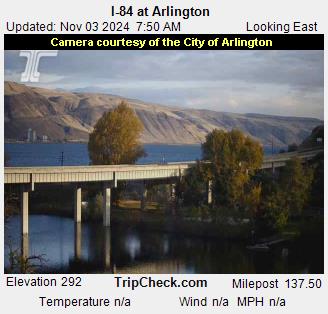 I-84 at Arlington
Updated: Nov 03 2024 7:50 AM Looking East
Camera courtesy of the City of Arlington
Elevation 292 TripCheck.com Milepost 137.50
Temperature n/a Wind n/a MPH n/a